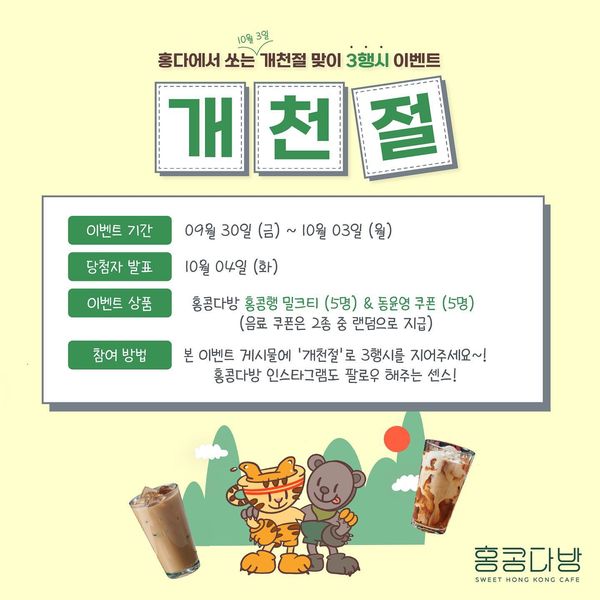 10월 3일
홍다에서 쏘는 개천절 맞이 3행시 이벤트
개천절
이벤트 기간 09월 30일 (금) ~ 10월 03일 (월)
당첨자 발표 10월 04일 (화)
이벤트 상품 홍콩다방 홍콩행 밀크티 (5명) & 동윤영 쿠폰 (5명)
(음료 쿠폰은 2종 중 랜덤으로 지급)
참여 방법 본 이벤트 게시물에 '개천절'로 3행시를 지어주세요~!
홍콩다방 인스타그램도 팔로우 해주는 센스!
홍콩다방
SWEET HONG KONG CAFE